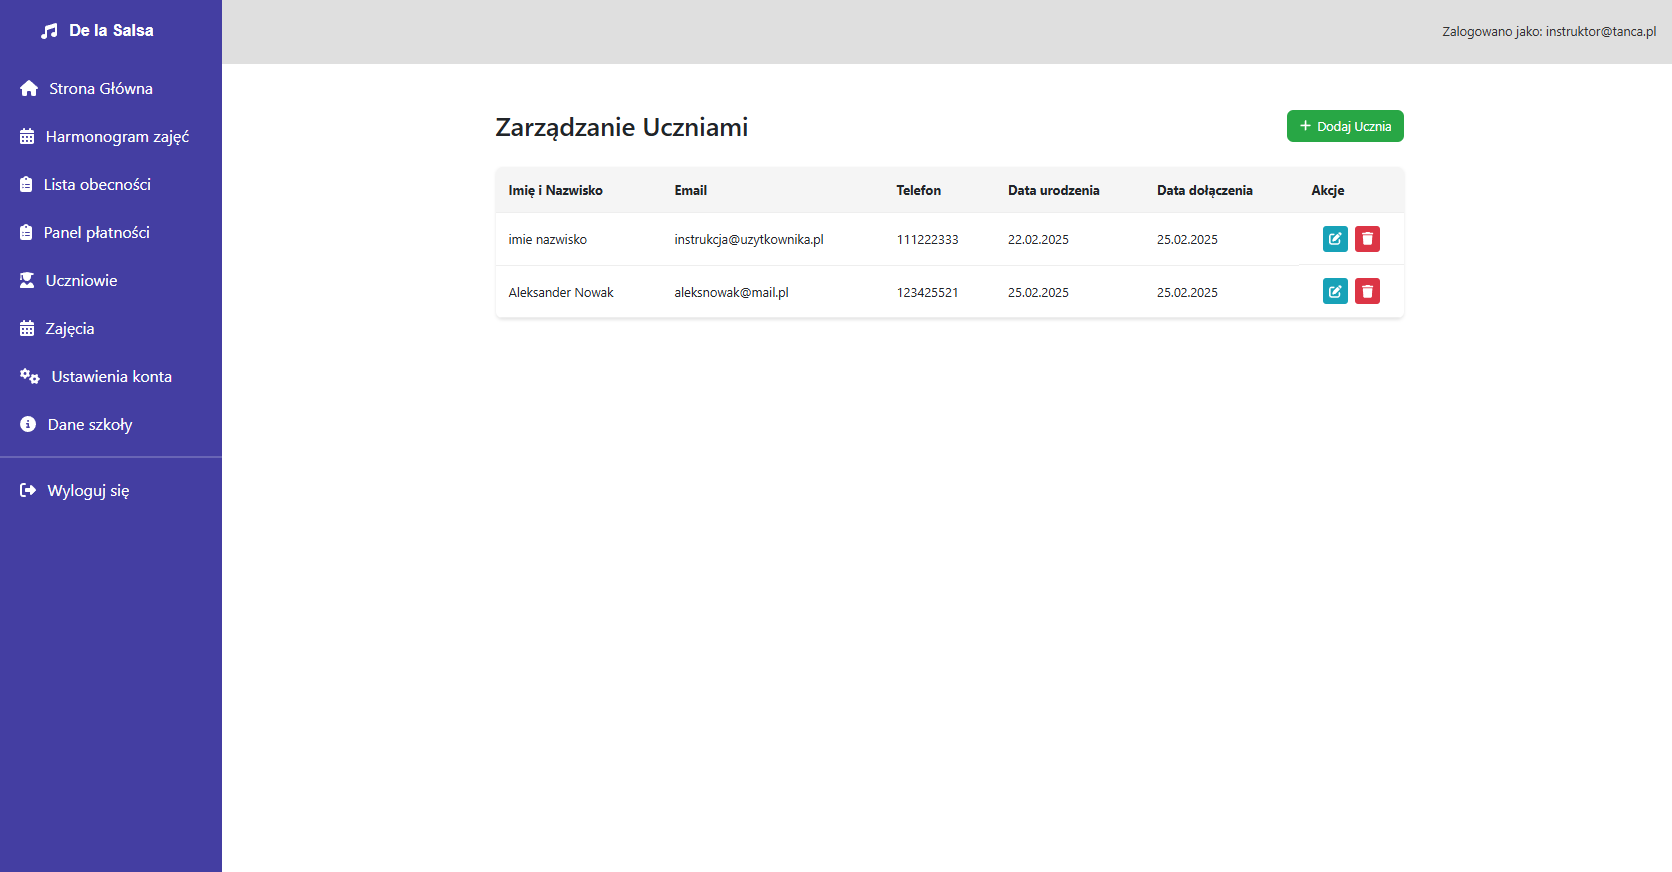 De la Salsa
Zalogowano jako: instruktor@tanca.pl
Strona Główna
Harmonogram zajęć
Lista obecności
Panel płatności
Uczniowie
Zajęcia
Ustawienia konta
Dane szkoły
Wyloguj się
Zarządzanie Uczniami
+ Dodaj Ucznia
Imię i Nazwisko Email Telefon Data urodzenia Data dołączenia Akcje
imie nazwisko instrukcja@uzytkownika.pl 111222333 22.02.2025 25.02.2025
Aleksander Nowak aleksnowak@mail.pl 123425521 25.02.2025 25.02.2025